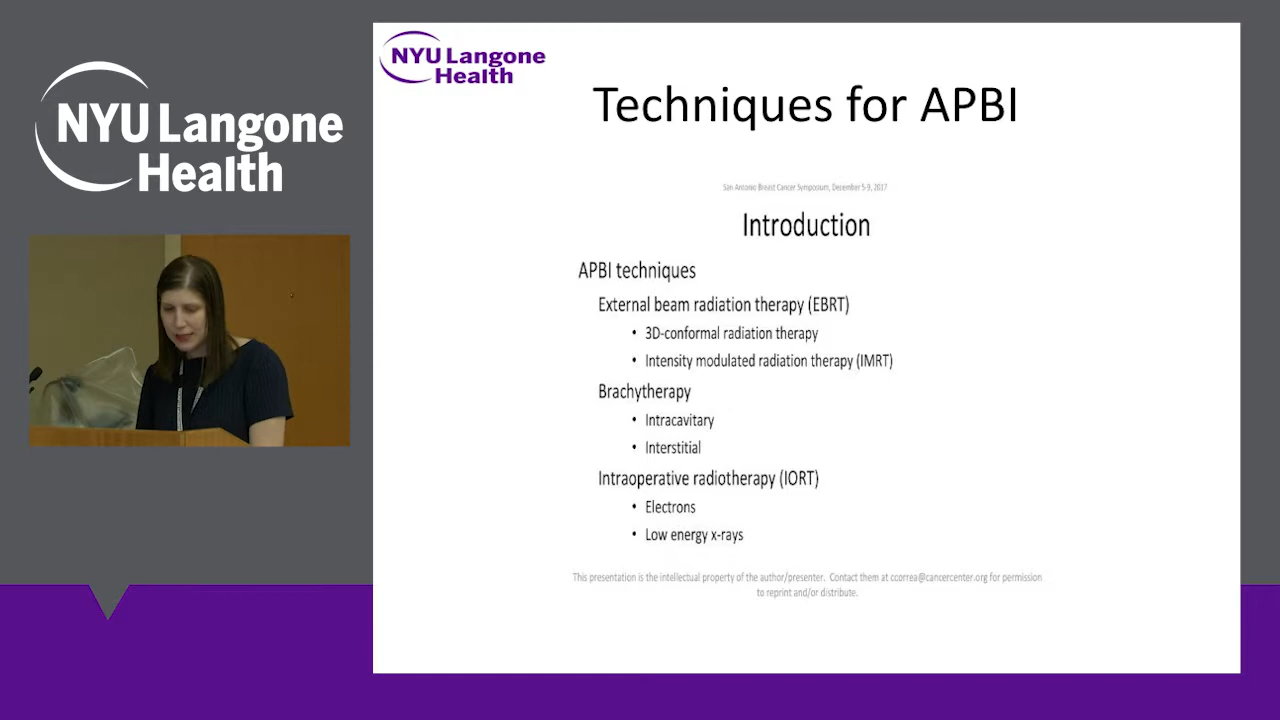 NYU Langone
Health
NYU Langone
Health
Techniques for APBI
San Antonio Breast Cancer Symposium, December 5-9, 2017
Introduction
APBI techniques
External beam radiation therapy (EBRT)
• 3D-conformal radiation therapy
• Intensity modulated radiation therapy (IMRT)
Brachytherapy
• Intracavitary
• Interstitial
Intraoperative radiotherapy (IORT)
• Electrons
• Low energy x-rays
This presentation is the intellectual property of the author/presenter. Contact them at ccorrea@cancercenter.org for permission
to reprint and/or distribute.